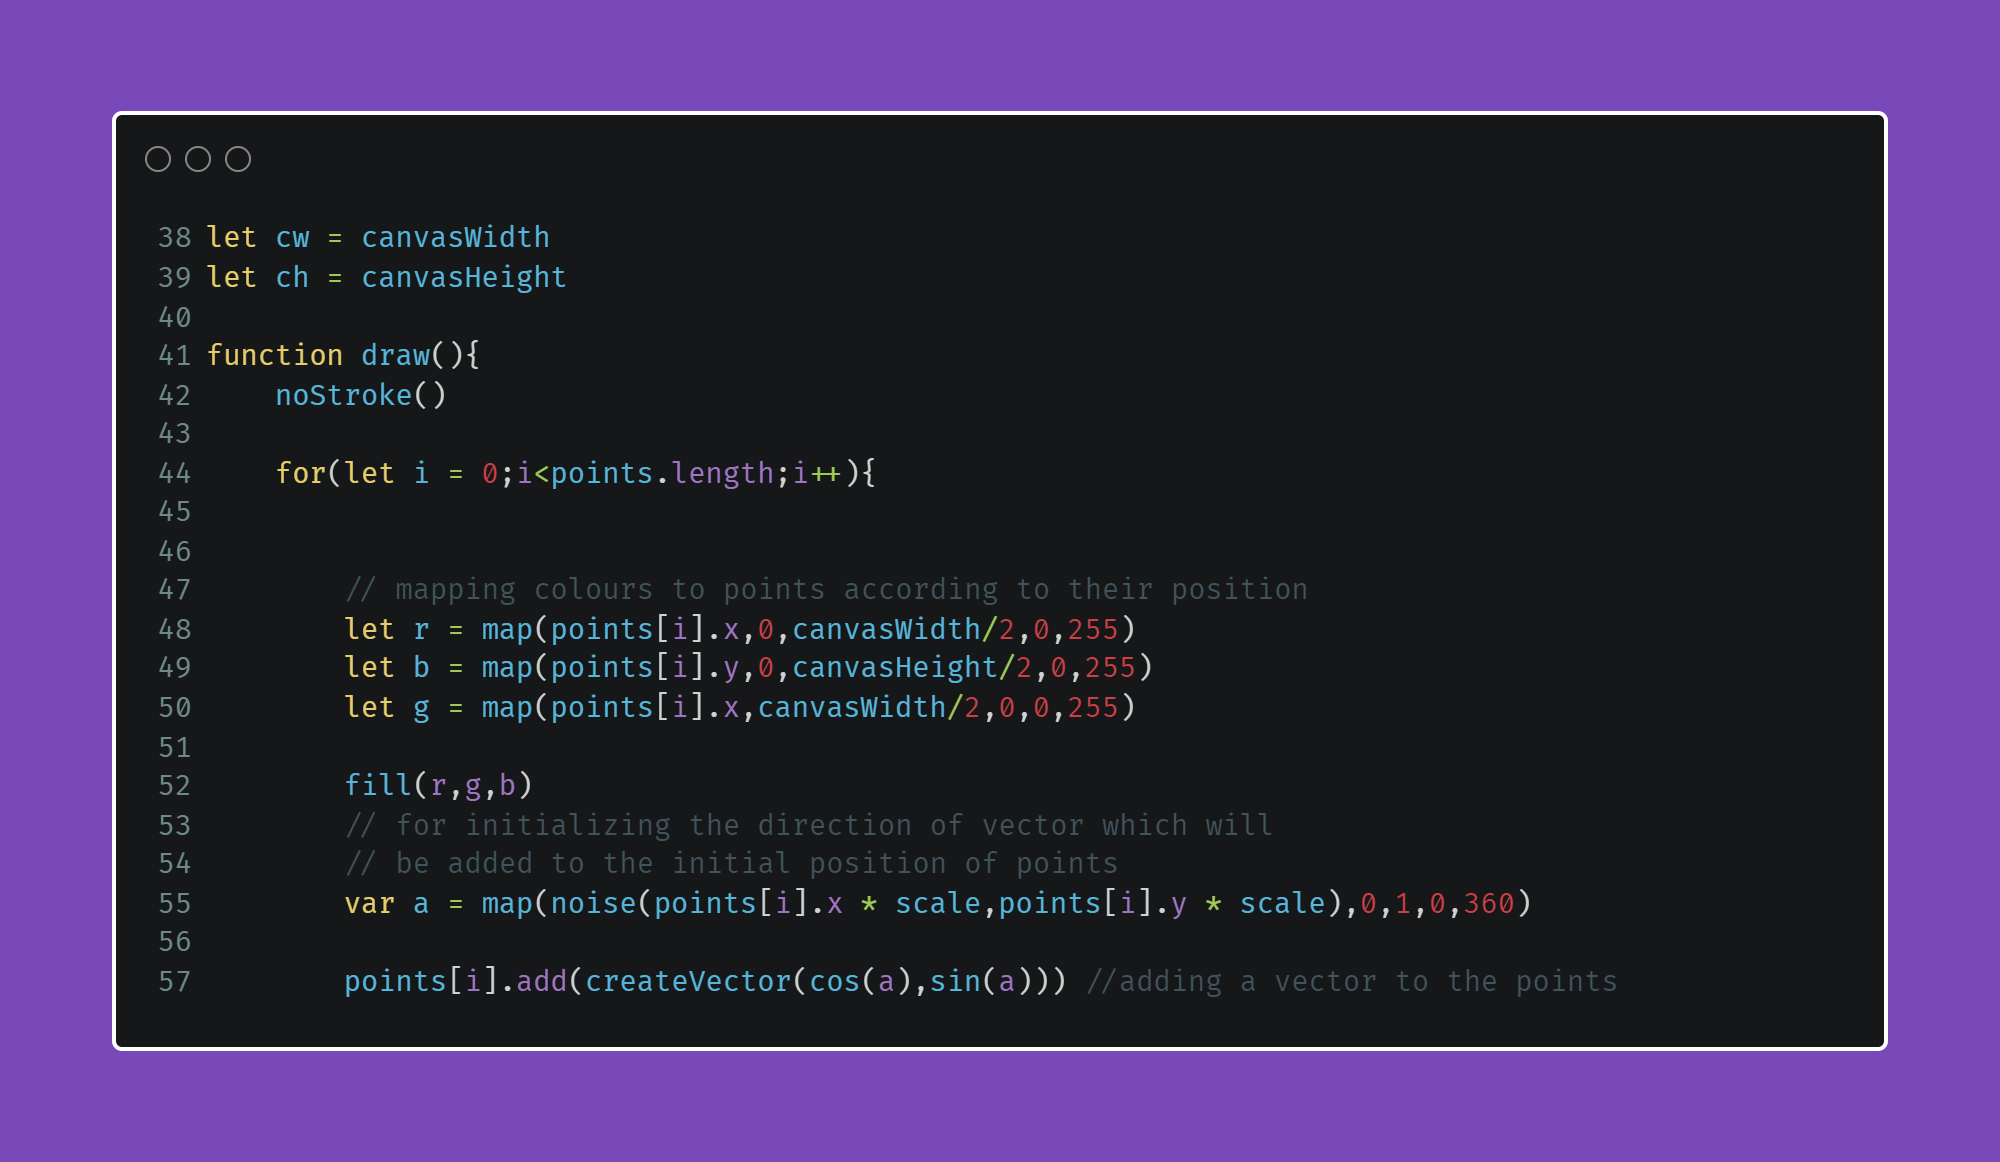 38 let cw = canvasWidth
39 let ch = canvasHeight
40
41 function draw(){
42     noStroke()
43
44     for(let i = 0;i<points.length;i++){
45
46
47         // mapping colours to points according to their position
48         let r = map(points[i].x,0,canvasWidth/2,0,255)
49         let b = map(points[i].y,0,canvasHeight/2,0,255)
50         let g = map(points[i].x,canvasWidth/2,0,0,255)
51
52         fill(r,g,b)
53         // for initializing the direction of vector which will
54         // be added to the initial position of points
55         var a = map(noise(points[i].x * scale,points[i].y * scale),0,1,0,360)
56
57         points[i].add(createVector(cos(a),sin(a))) //adding a vector to the points